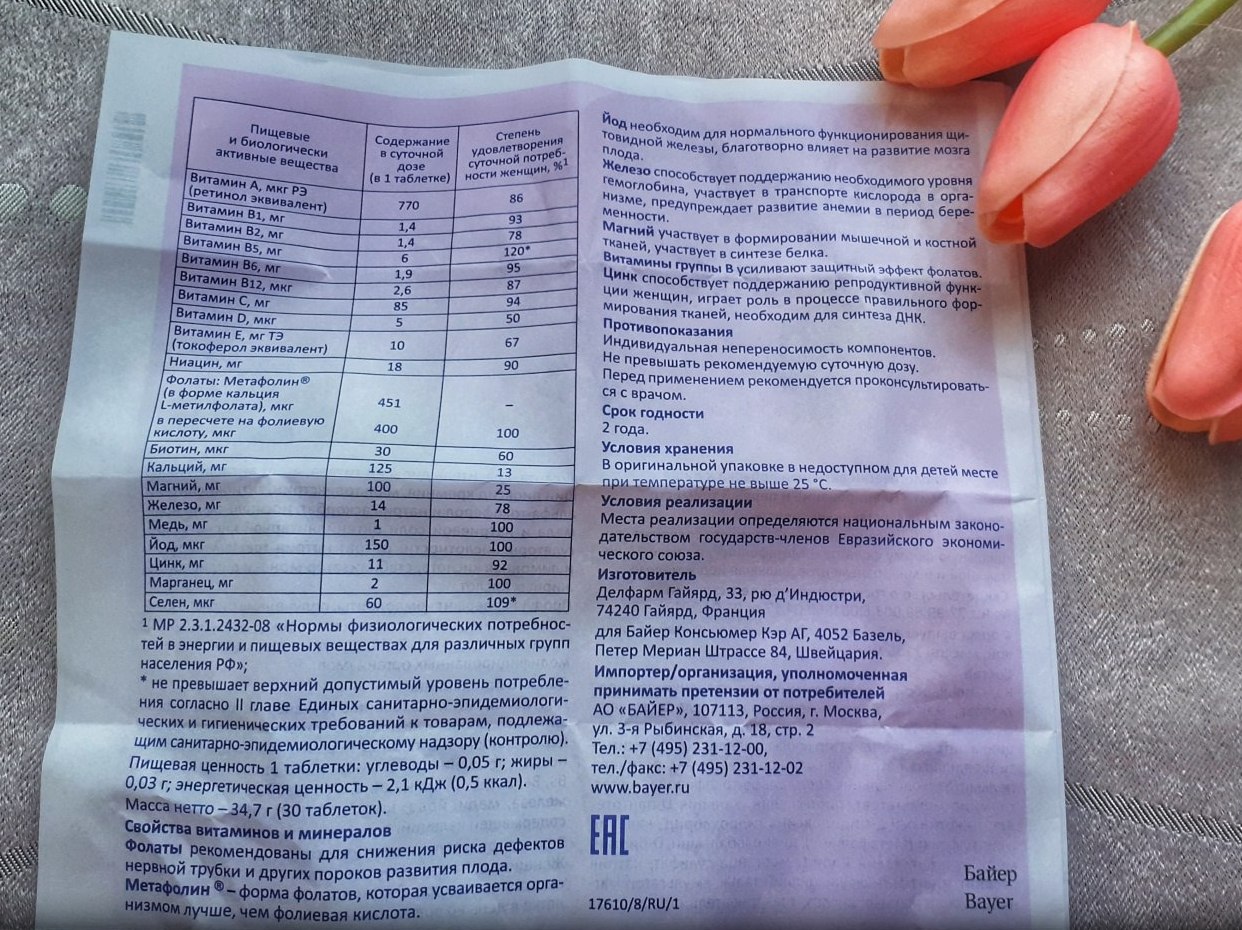 Пищевые
и биологически
активные вещества
Содержание
в суточной
дозе
(в 1 таблетке)
Степень
удовлетворения
суточной потреб-
ности женщин, %1
Витамин А, мкг РЭ
(ретинол эквивалент) 770 86
Витамин В1, мг 1,4 93
Витамин В2, мг 1,4 78
Витамин В5, мг 6 120*
Витамин В6, мг 1,9 95
Витамин В12, мкг 2,6 87
Витамин С, мг 85 94
Витамин D, мкг 5 50
Витамин Е, мг ТЭ
(токоферол эквивалент) 10 67
Ниацин, мг 18 90
Фолаты: Метафолин®
(в форме кальция
L-метилфолата), мкг 451 –
в пересчете на фолиевую
кислоту, мкг 400 100
Биотин, мкг 30 60
Кальций, мг 125 13
Магний, мг 100 25
Железо, мг 14 78
Медь, мг 1 100
Йод, мкг 150 100
Цинк, мг 11 92
Марганец, мг 2 100
Селен, мкг 60 109*
1 МР 2.3.1.2432-08 «Нормы физиологических потребнос-
тей в энергии и пищевых веществах для различных групп
населения РФ»;
* не превышает верхний допустимый уровень потребле-
ния согласно II главе Единых санитарно-эпидемиологи-
ческих и гигиенических требований к товарам, подлежа-
щим санитарно-эпидемиологическому надзору (контролю).
Пищевая ценность 1 таблетки: углеводы – 0,05 г; жиры –
0,03 г; энергетическая ценность – 2,1 кДж (0,5 ккал).
Масса нетто – 34,7 г (30 таблеток).
Свойства витаминов и минералов
Фолаты рекомендованы для снижения риска дефектов
нервной трубки и других пороков развития плода.
Метафолин ® – форма фолатов, которая усваивается орга-
низмом лучше, чем фолиевая кислота.
Йод необходим для нормального функционирования щи-
товидной железы, благотворно влияет на развитие мозга
плода.
Железо способствует поддержанию необходимого уровня
гемоглобина, участвует в транспорте кислорода в орга-
низме, предупреждает развитие анемии в период бере-
менности.
Магний участвует в формировании мышечной и костной
тканей, участвует в синтезе белка.
Витамины группы В усиливают защитный эффект фолатов.
Цинк способствует поддержанию репродуктивной функ-
ции женщин, играет роль в процессе правильного фор-
мирования тканей, необходим для синтеза ДНК.
Противопоказания
Индивидуальная непереносимость компонентов.
Не превышать рекомендуемую суточную дозу.
Перед применением рекомендуется проконсультировать-
ся с врачом.
Срок годности
2 года.
Условия хранения
В оригинальной упаковке в недоступном для детей месте
при температуре не выше 25 °С.
Условия реализации
Места реализации определяются национальным законо-
дательством государств-членов Евразийского экономи-
ческого союза.
Изготовитель
Делфарм Гайярд, 33, рю д’Индюстри,
74240 Гайярд, Франция
для Байер Консьюмер Кэр АГ, 4052 Базель,
Петер Мериан Штрассе 84, Швейцария.
Импортер/организация, уполномоченная
принимать претензии от потребителей
АО «БАЙЕР», 107113, Россия, г. Москва,
ул. 3-я Рыбинская, д. 18, стр. 2
Тел.: +7 (495) 231-12-00,
тел./факс: +7 (495) 231-12-02
www.bayer.ru
EAC
17610/8/RU/1
Байер
Bayer